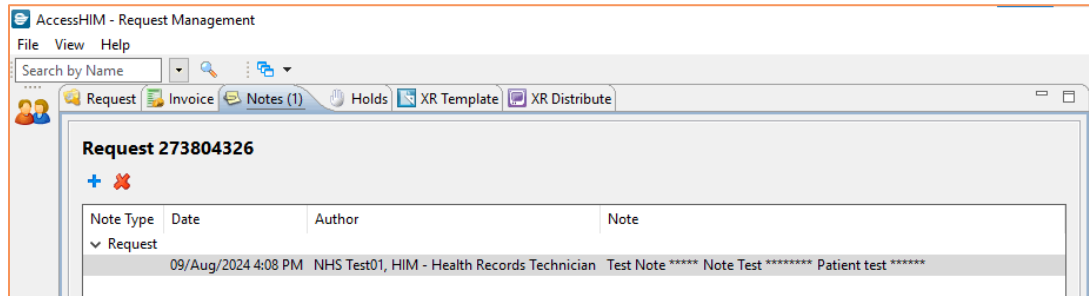 AccessHIM - Request Management
File View Help
Search by Name
Request Invoice Notes (1) Holds XR Template XR Distribute
Request 273804326
Note Type Date Author Note
Request
09/Aug/2024 4:08 PM NHS Test01, HIM - Health Records Technician Test Note ***** Note Test ******** Patient test ******